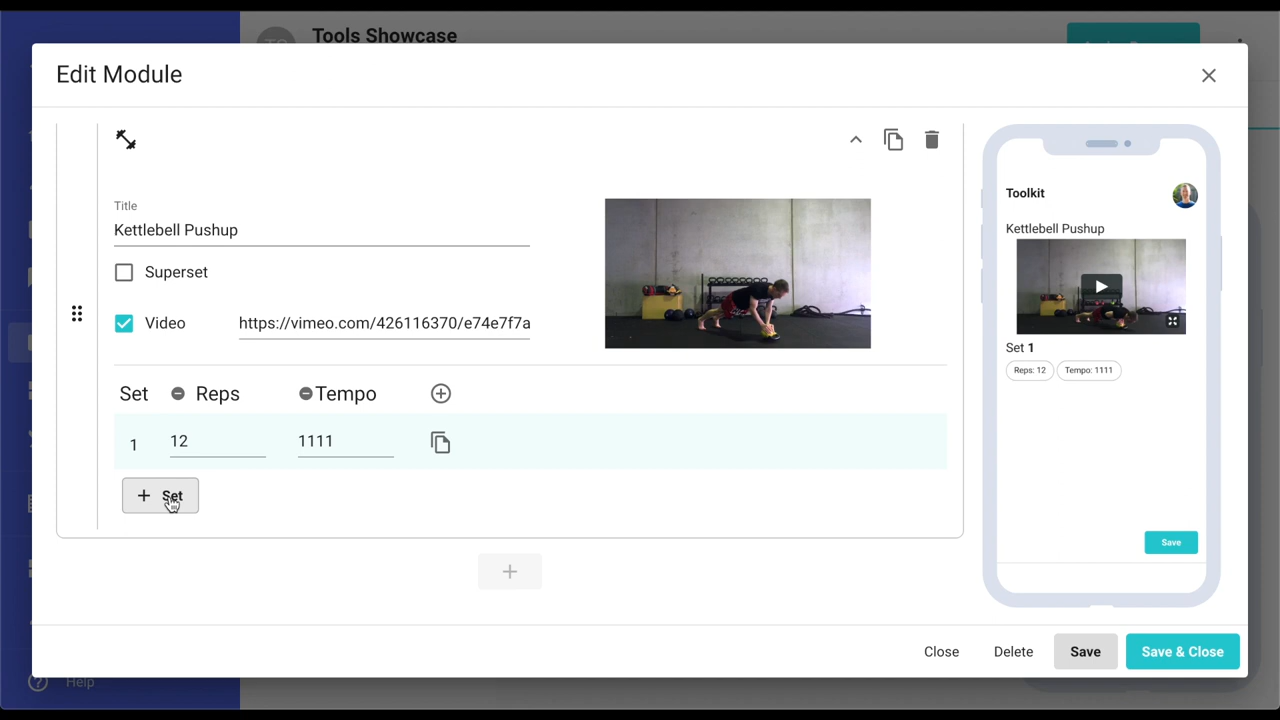 Tools Showcase
Edit Module
Title
Kettlebell Pushup
Superset
Video https://vimeo.com/426116370/e74e7f7a
Set Reps Tempo
1 12 1111
+ Set
+
Toolkit
Kettlebell Pushup
Set 1
Reps: 12 Tempo: 1111
Save
Close Delete Save Save & Close
Help